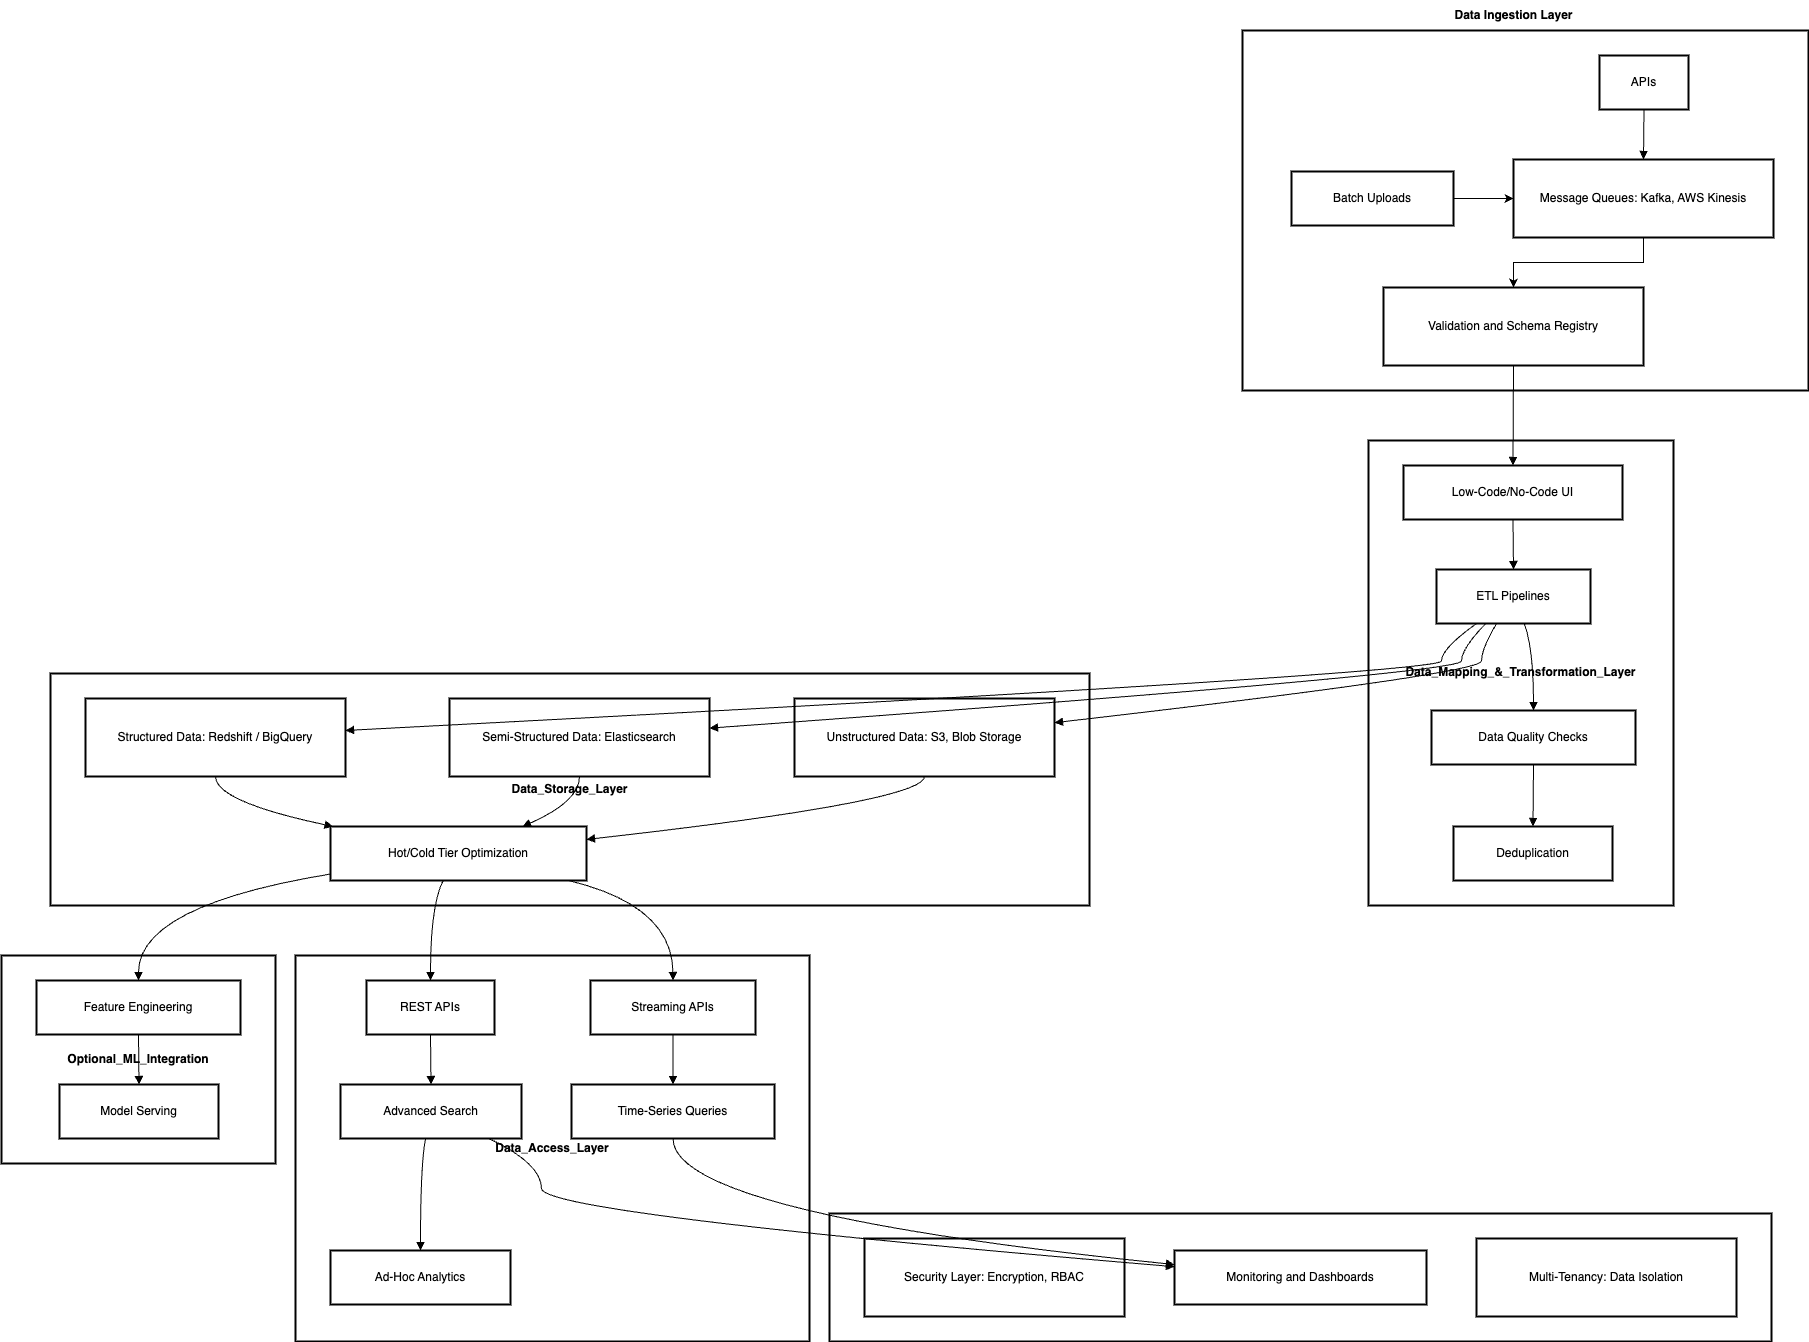 Data Ingestion Layer
APIs
Batch Uploads
Message Queues: Kafka, AWS Kinesis
Validation and Schema Registry
Low-Code/No-Code UI
ETL Pipelines
Data_Mapping_&_Transformation_Layer
Data Quality Checks
Deduplication
Structured Data: Redshift / BigQuery
Semi-Structured Data: Elasticsearch
Unstructured Data: S3, Blob Storage
Data_Storage_Layer
Hot/Cold Tier Optimization
Feature Engineering
Optional_ML_Integration
Model Serving
REST APIs
Streaming APIs
Advanced Search
Time-Series Queries
Data_Access_Layer
Ad-Hoc Analytics
Security Layer: Encryption, RBAC
Monitoring and Dashboards
Multi-Tenancy: Data Isolation